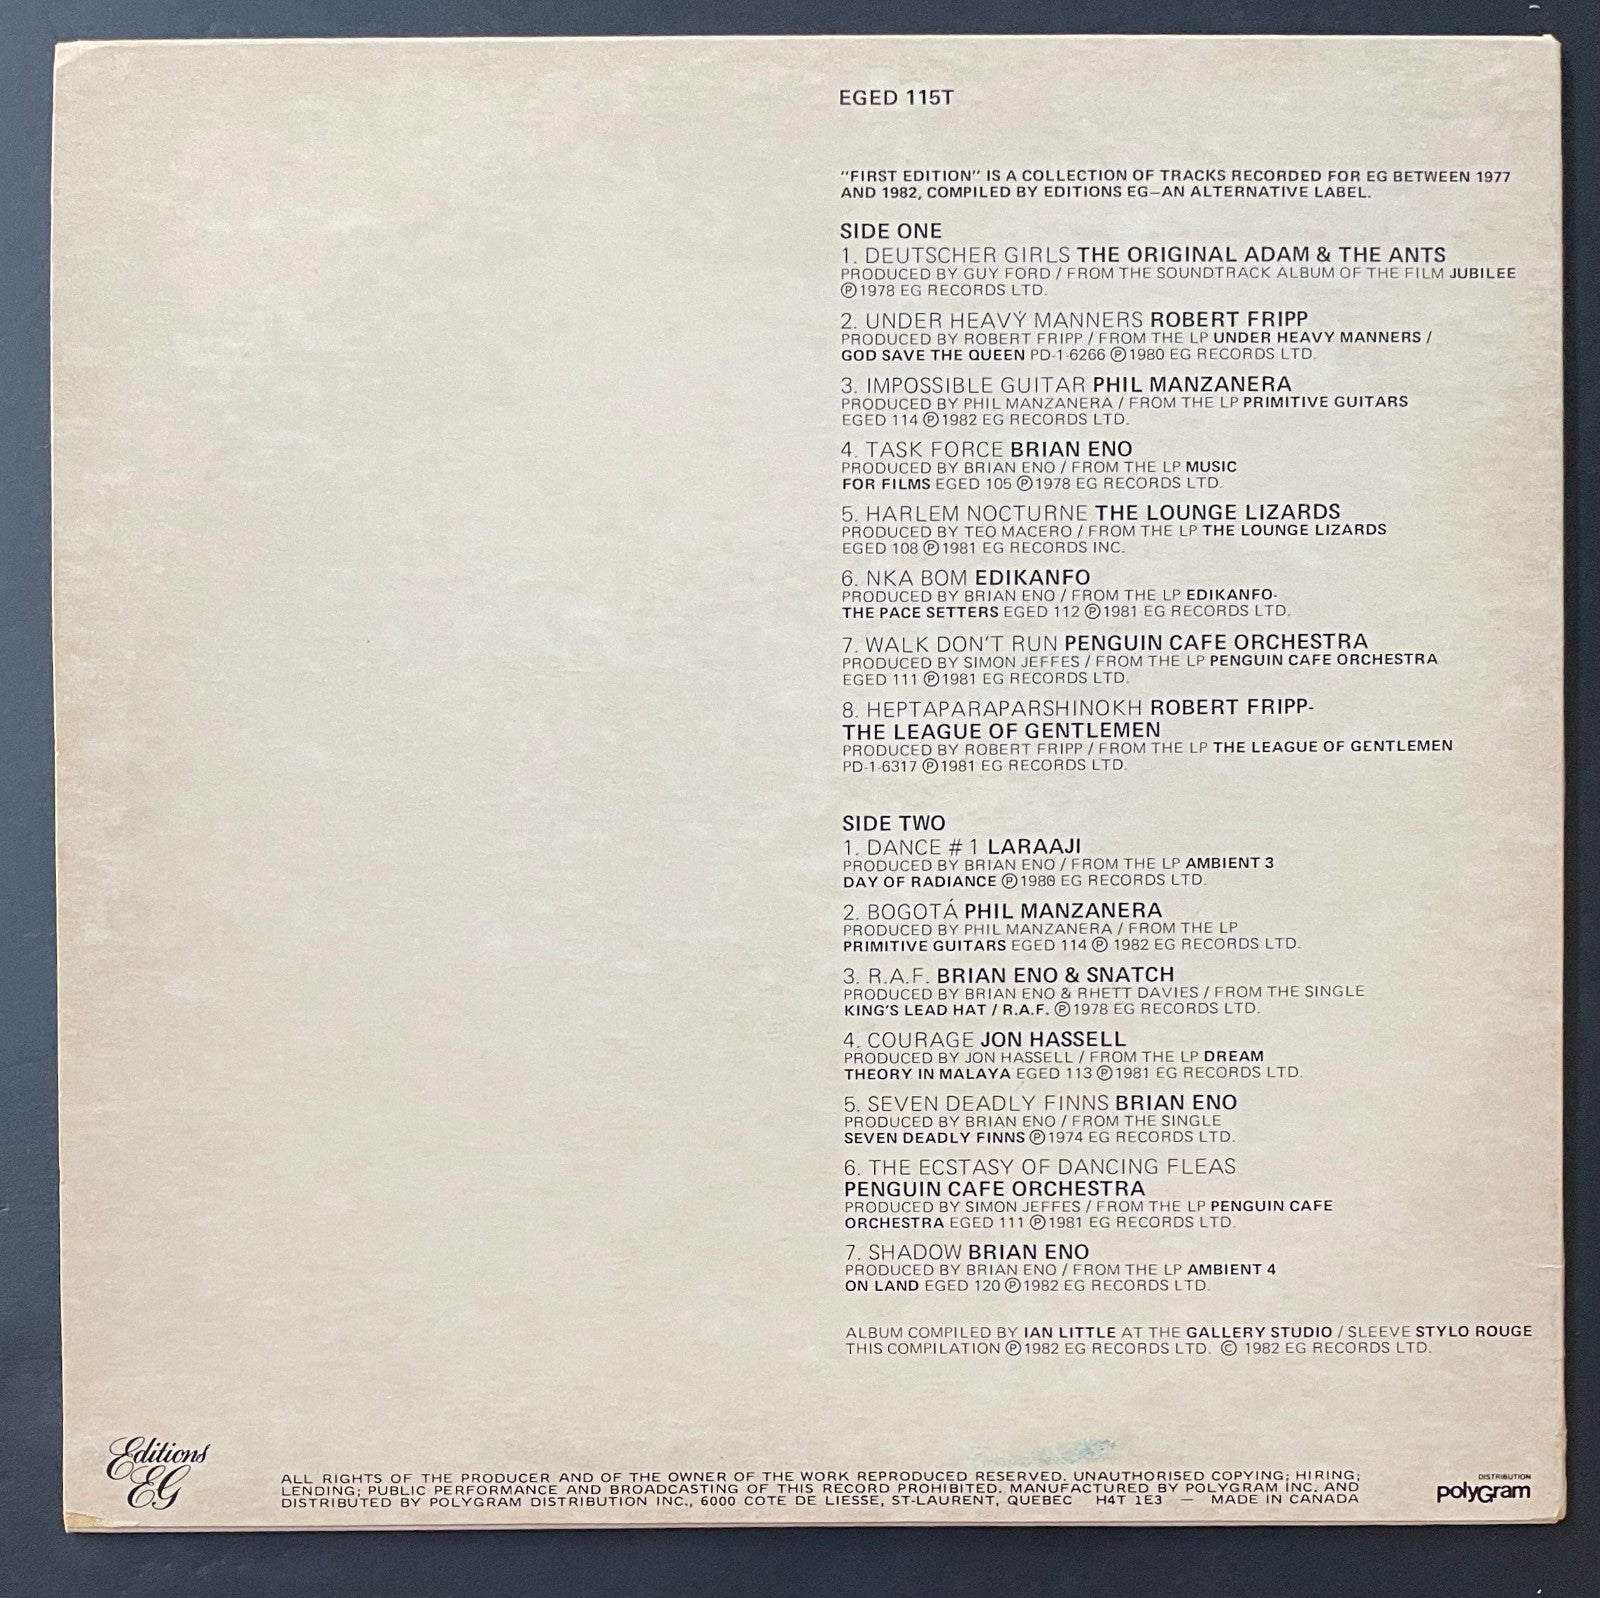 EGED 115T
"FIRST EDITION" IS A COLLECTION OF TRACKS RECORDED FOR EG BETWEEN 1977
AND 1982, COMPILED BY EDITIONS EG–AN ALTERNATIVE LABEL.
SIDE ONE
1. DEUTSCHER GIRLS THE ORIGINAL ADAM & THE ANTS
PRODUCED BY GUY FORD / FROM THE SOUNDTRACK ALBUM OF THE FILM JUBILEE
Ⓟ1978 EG RECORDS LTD.
2. UNDER HEAVY MANNERS ROBERT FRIPP
PRODUCED BY ROBERT FRIPP / FROM THE LP UNDER HEAVY MANNERS /
GOD SAVE THE QUEEN PD-1-6266 Ⓟ1980 EG RECORDS LTD.
3. IMPOSSIBLE GUITAR PHIL MANZANERA
PRODUCED BY PHIL MANZANERA / FROM THE LP PRIMITIVE GUITARS
EGED 114 Ⓟ1982 EG RECORDS LTD.
4. TASK FORCE BRIAN ENO
PRODUCED BY BRIAN ENO / FROM THE LP MUSIC
FOR FILMS EGED 105 Ⓟ1978 EG RECORDS LTD.
5. HARLEM NOCTURNE THE LOUNGE LIZARDS
PRODUCED BY TEO MACERO / FROM THE LP THE LOUNGE LIZARDS
EGED 108 Ⓟ1981 EG RECORDS INC.
6. NKA BOM EDIKANFO
PRODUCED BY BRIAN ENO / FROM THE LP EDIKANFO-
THE PACE SETTERS EGED 112 Ⓟ1981 EG RECORDS LTD.
7. WALK DON'T RUN PENGUIN CAFE ORCHESTRA
PRODUCED BY SIMON JEFFES / FROM THE LP PENGUIN CAFE ORCHESTRA
EGED 111 Ⓟ1981 EG RECORDS LTD.
8. HEPTAPARAPARSHINOKH ROBERT FRIPP-
THE LEAGUE OF GENTLEMEN
PRODUCED BY ROBERT FRIPP / FROM THE LP THE LEAGUE OF GENTLEMEN
PD-1-6317 Ⓟ1981 EG RECORDS LTD.
SIDE TWO
1. DANCE # 1 LARAAJI
PRODUCED BY BRIAN ENO / FROM THE LP AMBIENT 3
DAY OF RADIANCE Ⓟ1980 EG RECORDS LTD.
2. BOGOTÁ PHIL MANZANERA
PRODUCED BY PHIL MANZANERA / FROM THE LP
PRIMITIVE GUITARS EGED 114 Ⓟ 1982 EG RECORDS LTD.
3. R.A.F. BRIAN ENO & SNATCH
PRODUCED BY BRIAN ENO & RHETT DAVIES / FROM THE SINGLE
KING'S LEAD HAT / R.A.F. Ⓟ1978 EG RECORDS LTD.
4. COURAGE JON HASSELL
PRODUCED BY JON HASSELL / FROM THE LP DREAM
THEORY IN MALAYA EGED 113 Ⓟ1981 EG RECORDS LTD.
5. SEVEN DEADLY FINNS BRIAN ENO
PRODUCED BY BRIAN ENO / FROM THE SINGLE
SEVEN DEADLY FINNS Ⓟ1974 EG RECORDS LTD.
6. THE ECSTASY OF DANCING FLEAS
PENGUIN CAFE ORCHESTRA
PRODUCED BY SIMON JEFFES / FROM THE LP PENGUIN CAFE
ORCHESTRA EGED 111 Ⓟ1981 EG RECORDS LTD.
7. SHADOW BRIAN ENO
PRODUCED BY BRIAN ENO / FROM THE LP AMBIENT 4
ON LAND EGED 120 Ⓟ1982 EG RECORDS LTD.
ALBUM COMPILED BY IAN LITTLE AT THE GALLERY STUDIO / SLEEVE STYLO ROUGE
THIS COMPILATION Ⓟ1982 EG RECORDS LTD. © 1982 EG RECORDS LTD.
Editions
EG
ALL RIGHTS OF THE PRODUCER AND OF THE OWNER OF THE WORK REPRODUCED RESERVED. UNAUTHORISED COPYING; HIRING;
LENDING; PUBLIC PERFORMANCE AND BROADCASTING OF THIS RECORD PROHIBITED. MANUFACTURED BY POLYGRAM INC. AND
DISTRIBUTED BY POLYGRAM DISTRIBUTION INC., 6000 COTE DE LIESSE, ST-LAURENT, QUEBEC H4T 1E3 — MADE IN CANADA
DISTRIBUTION
polyGram